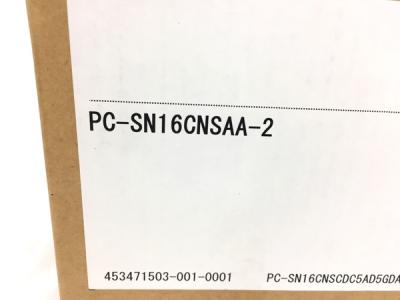 PC-SN16CNSAA-2
453471503-001-0001
PC-SN16CNSCDC5AD5GDA